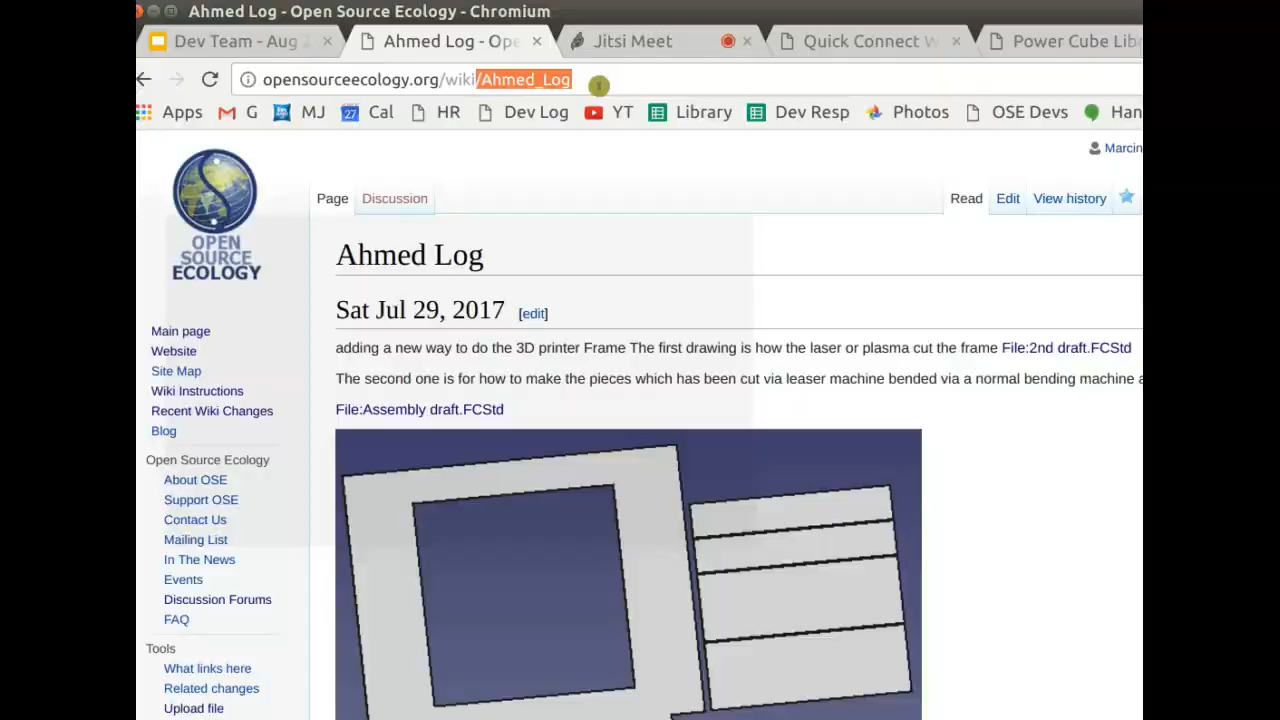 Ahmed Log - Open Source Ecology - Chromium
Dev Team - Aug
Ahmed Log - Ope
Jitsi Meet
Quick Connect W
Power Cube Lib
opensourceecology.org/wiki/Ahmed_Log
Apps G MJ 27 Cal HR Dev Log YT Library Dev Resp Photos OSE Devs Han
Marcin
OPEN
SOURCE
ECOLOGY
Page Discussion Read Edit View history
Ahmed Log
Sat Jul 29, 2017 [edit]
adding a new way to do the 3D printer Frame The first drawing is how the laser or plasma cut the frame File:2nd draft.FCStd
The second one is for how to make the pieces which has been cut via leaser machine bended via a normal bending machine a
File:Assembly draft.FCStd
Main page
Website
Site Map
Wiki Instructions
Recent Wiki Changes
Blog
Open Source Ecology
About OSE
Support OSE
Contact Us
Mailing List
In The News
Events
Discussion Forums
FAQ
Tools
What links here
Related changes
Upload file